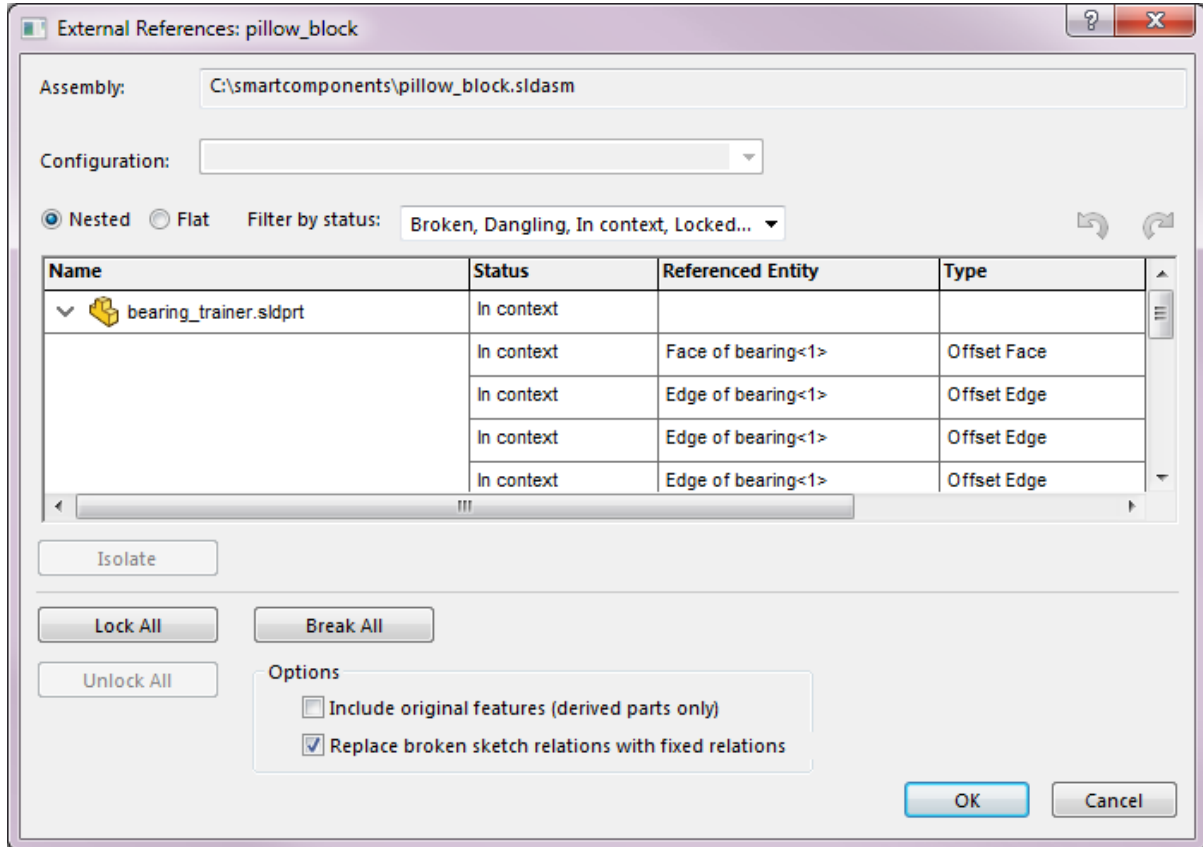 External References: pillow_block
Assembly: C:\smartcomponents\pillow_block.sldasm
Configuration:
Nested Flat Filter by status: Broken, Dangling, In context, Locked...
Name Status Referenced Entity Type
bearing_trainer.sldprt In context
In context Face of bearing<1> Offset Face
In context Edge of bearing<1> Offset Edge
In context Edge of bearing<1> Offset Edge
In context Edge of bearing<1> Offset Edge
Isolate
Lock All Break All
Unlock All Options
Include original features (derived parts only)
Replace broken sketch relations with fixed relations
OK Cancel